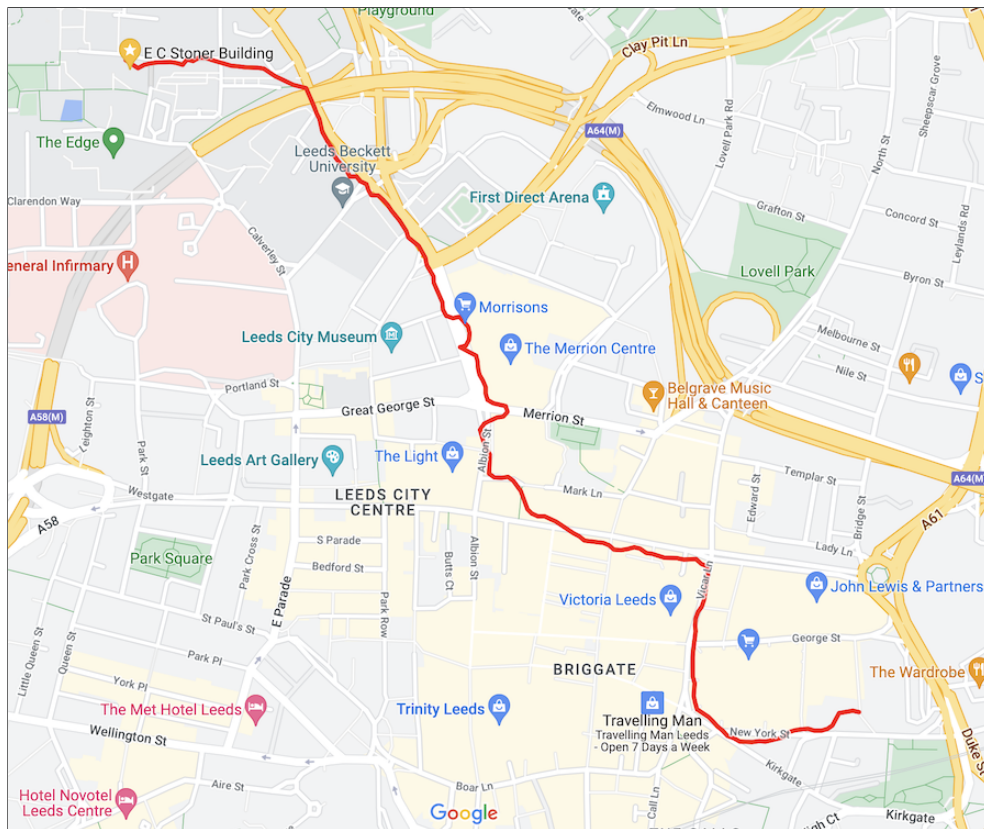 Playground
E C Stoner Building
Clay Pit Ln
Elmwood Ln
Lovell Park Rd
Sheepscar Grove
A64(M)
North St
The Edge
Leeds Beckett
University
First Direct Arena
Clarendon Way
Calverley St
Grafton St
Concord St
Leylands Rd
Lovell Park
Byron St
eneral Infirmary
H
Morrisons
Leeds City Museum
The Merrion Centre
Melbourne St
Nile St
S
Portland St
Belgrave Music
Hall & Canteen
A58(M)
Leighton St
Great George St
Merrion St
Park St
Albion St
The Light
Leeds Art Gallery
Templar St
Edward St
Bridge St
A64(M)
Mark Ln
Westgate
LEEDS CITY
CENTRE
A58
A61
Lady Ln
S Parade
Park Square
Park Cross St
Bedford St
Butts Ct
Albion St
Vicar Ln
Victoria Leeds
John Lewis & Partners
E Parade
Park Row
St Paul's St
George St
Little Queen St
Queen St
Park Pl
BRIGGATE
The Wardrobe
York Pl
The Met Hotel Leeds
Trinity Leeds
Travelling Man
Travelling Man Leeds
- Open 7 Days a Week
New York St
Wellington St
Duke St
Kirkgate
Aire St
Boar Ln
Call Ln
Hotel Novotel
Leeds Centre
Google
Kirkgate